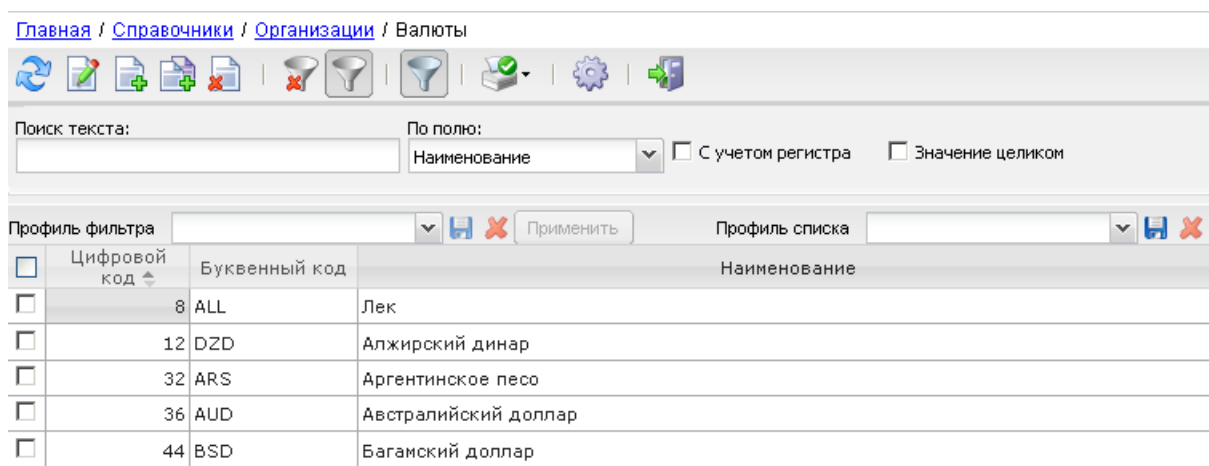 Главная / Справочники / Организации / Валюты
Поиск текста: По полю:
Наименование С учетом регистра Значение целиком
Профиль фильтра Применить Профиль списка
Цифровой код Буквенный код Наименование
8 ALL Лек
12 DZD Алжирский динар
32 ARS Аргентинское песо
36 AUD Австралийский доллар
44 BSD Багамский доллар